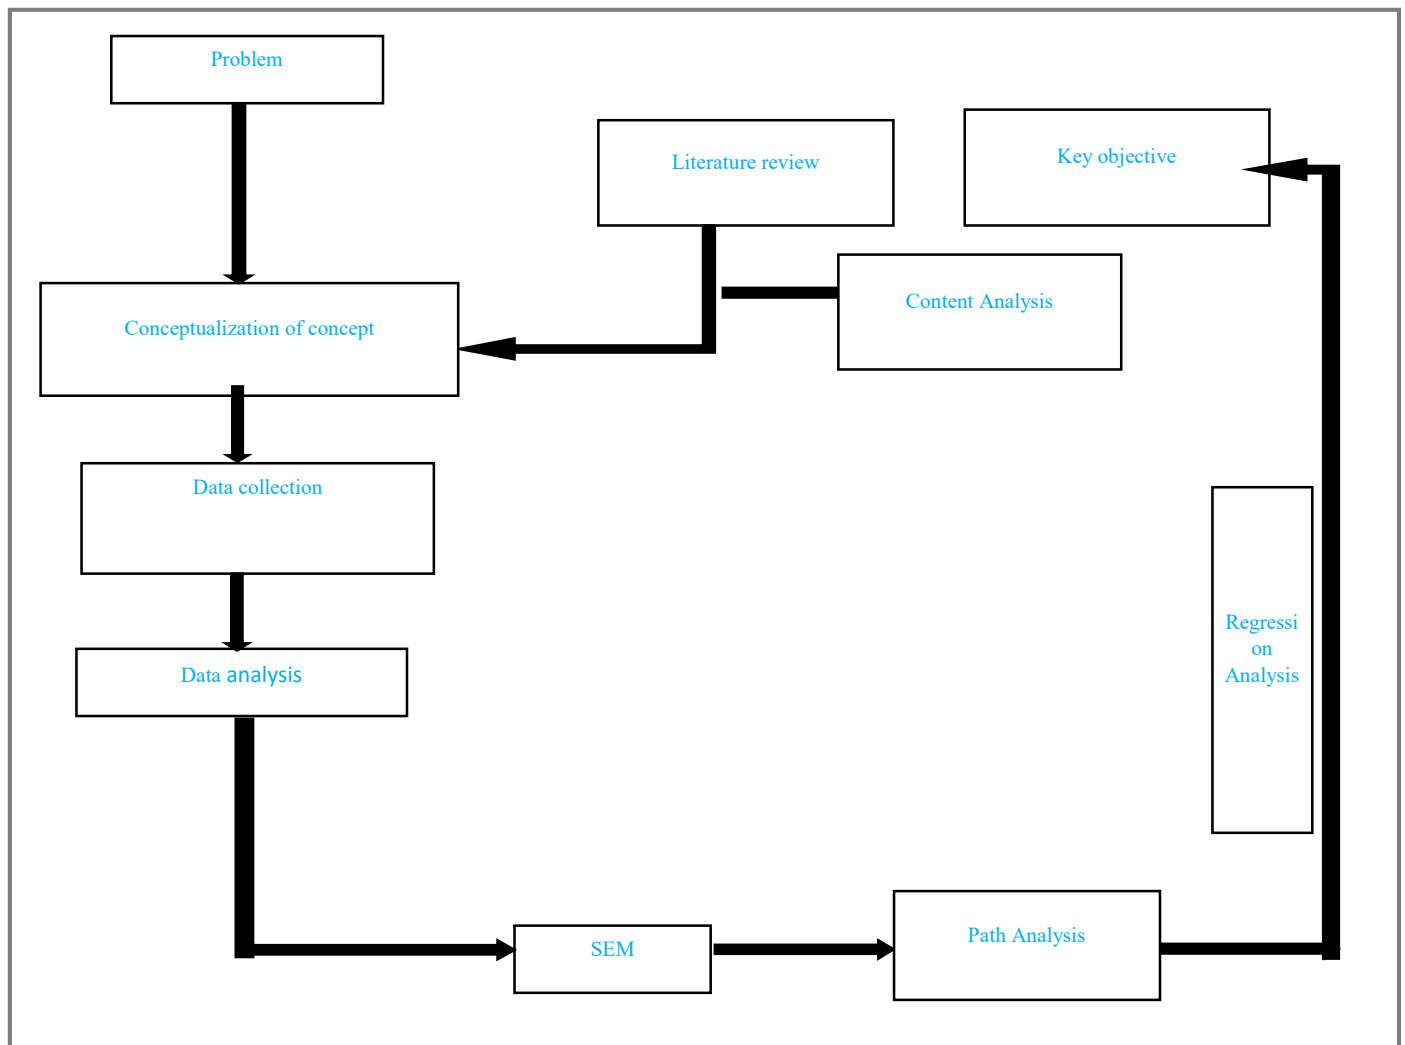 Problem
Literature review
Key objective
Content Analysis
Conceptualization of concept
Data collection
Data analysis
Regressi
on
Analysis
SEM
Path Analysis